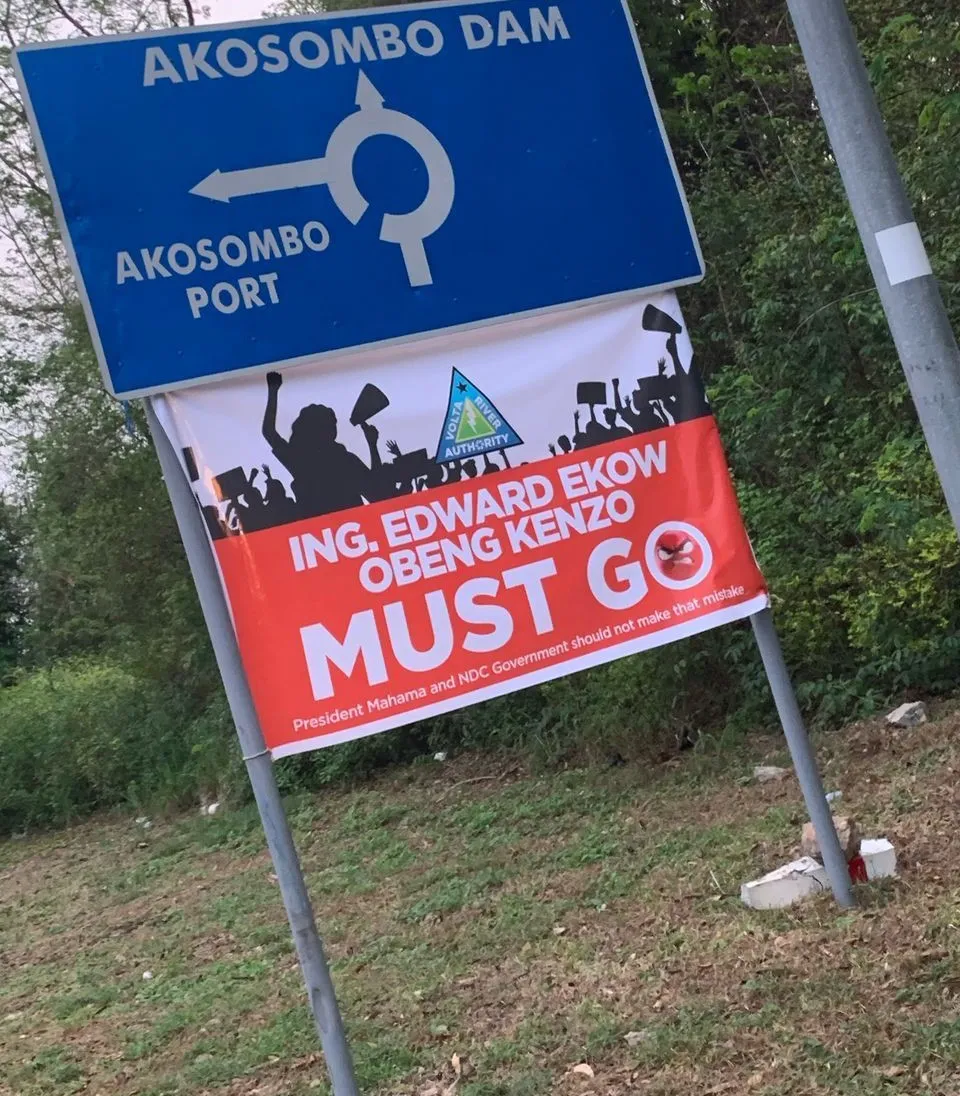 AKOSOMBO DAM
AKOSOMBO
PORT
VOLTA RIVER
AUTHORITY
ING. EDWARD EKOW
OBENG KENZO
MUST GO
President Mahama and NDC Government should not make that mistake